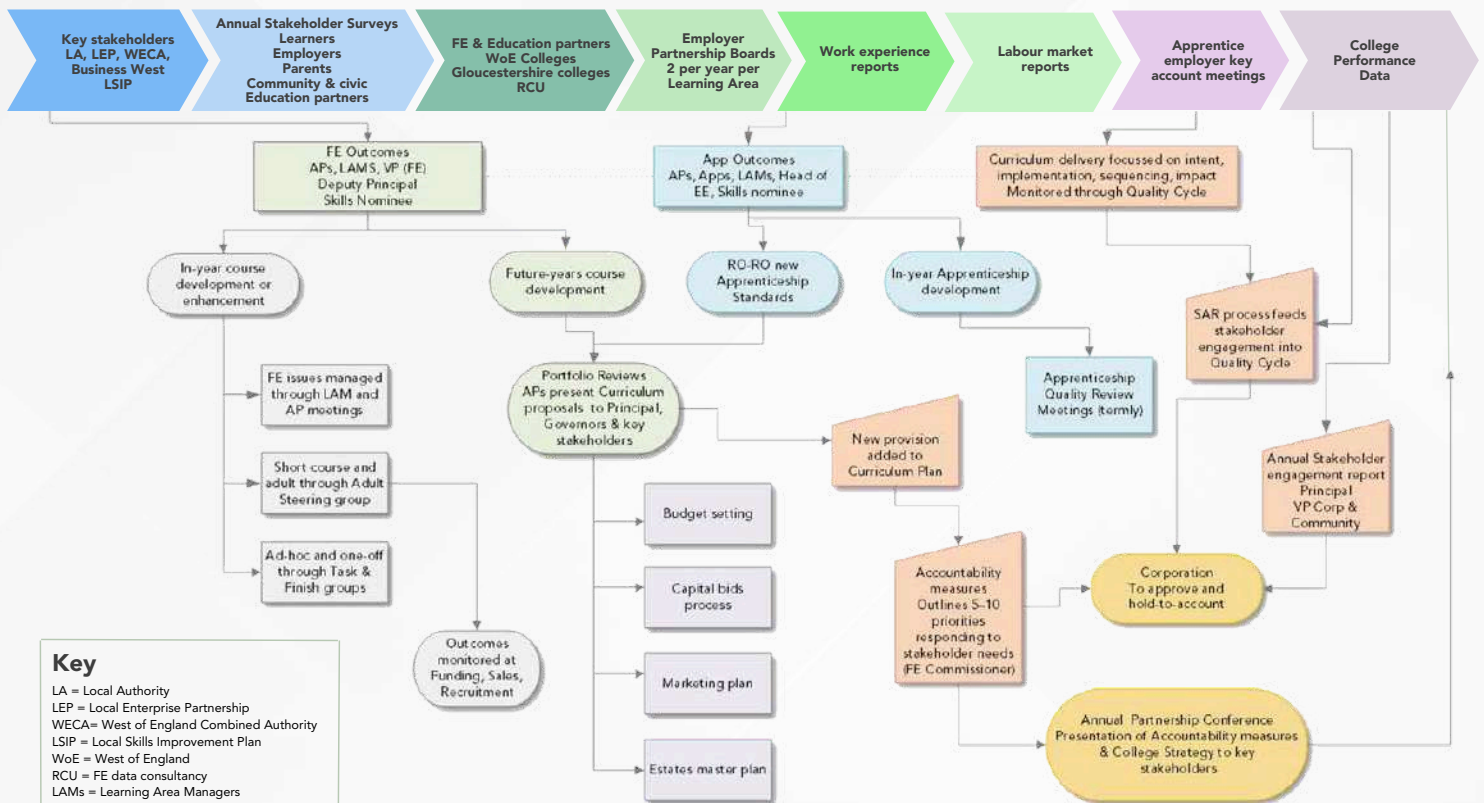 Key stakeholders
LA, LEP, WECA,
Business West
LSIP
Annual Stakeholder Surveys
Learners
Employers
Parents
Community & civic
Education partners
FE & Education partners
WoE Colleges
Gloucestershire colleges
RCU
Employer
Partnership Boards
2 per year per
Learning Area
Work experience
reports
Labour market
reports
Apprentice
employer key
account meetings
College
Performance
Data
FE Outcomes
APs, LAMS, VP (FE)
Deputy Principal
Skills Nominee
App Outcomes
APs, Apps, LAMs, Head of
EE, Skills nominee
Curriculum delivery focussed on intent,
implementation, sequencing, impact
Monitored through Quality Cycle
In-year course
development or
enhancement
Future-years course
development
RO-RO new
Apprenticeship
Standards
In-year Apprenticeship
development
SAR process feeds
stakeholder
engagement into
Quality Cycle
FE issues managed
through LAM and
AP meetings
Portfolio Reviews
APs present Curriculum
proposals to Principal,
Governors & key
stakeholders
Apprenticeship
Quality Review
Meetings (termly)
New provision
added to
Curriculum Plan
Annual Stakeholder
engagement report
Principal
VP Corp &
Community
Short course and
adult through Adult
Steering group
Budget setting
Ad-hoc and one-off
through Task &
Finish groups
Capital bids
process
Accountability
measures
Outlines 5-10
priorities
responding to
stakeholder needs
(FE Commissioner)
Corporation
To approve and
hold-to-account
Outcomes
monitored at
Funding, Sales,
Recruitment
Marketing plan
Annual Partnership Conference
Presentation of Accountability measures
& College Strategy to key
stakeholders
Estates master plan
Key
LA = Local Authority
LEP = Local Enterprise Partnership
WECA= West of England Combined Authority
LSIP = Local Skills Improvement Plan
WoE = West of England
RCU = FE data consultancy
LAMs = Learning Area Managers